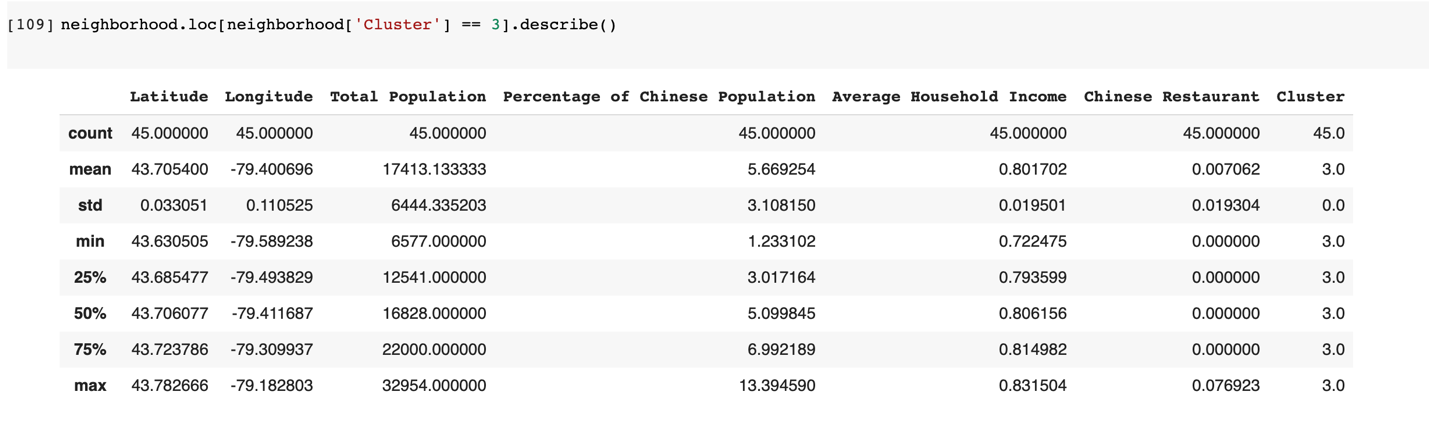 [109] neighborhood.loc[neighborhood['Cluster'] == 3].describe()
Latitude Longitude Total Population Percentage of Chinese Population Average Household Income Chinese Restaurant Cluster
count 45.000000 45.000000 45.000000 45.000000 45.000000 45.000000 45.0
mean 43.705400 -79.400696 17413.133333 5.669254 0.801702 0.007062 3.0
std 0.033051 0.110525 6444.335203 3.108150 0.019501 0.019304 0.0
min 43.630505 -79.589238 6577.000000 1.233102 0.722475 0.000000 3.0
25% 43.685477 -79.493829 12541.000000 3.017164 0.793599 0.000000 3.0
50% 43.706077 -79.411687 16828.000000 5.099845 0.806156 0.000000 3.0
75% 43.723786 -79.309937 22000.000000 6.992189 0.814982 0.000000 3.0
max 43.782666 -79.182803 32954.000000 13.394590 0.831504 0.076923 3.0